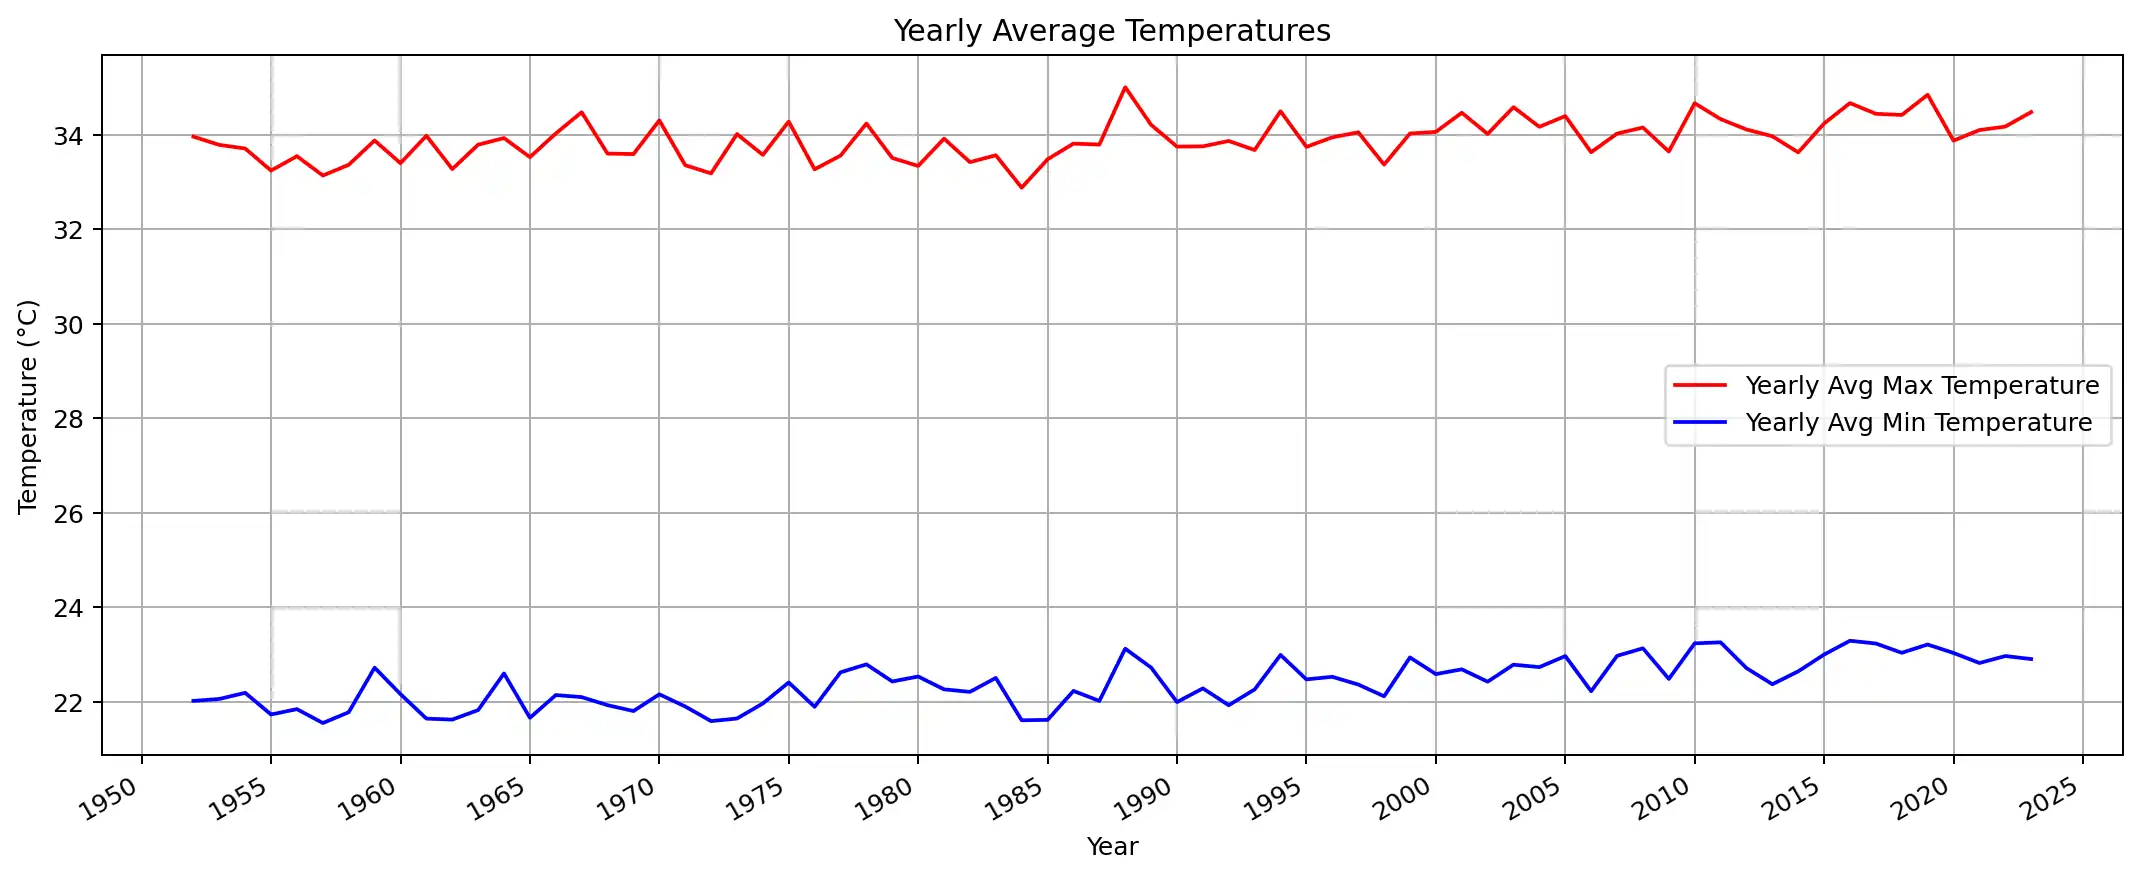 Yearly Average Temperatures
Temperature (°C)
34
32
30
28
26
24
22
Yearly Avg Max Temperature
Yearly Avg Min Temperature
1950 1955 1960 1965 1970 1975 1980 1985 1990 1995 2000 2005 2010 2015 2020 2025
Year